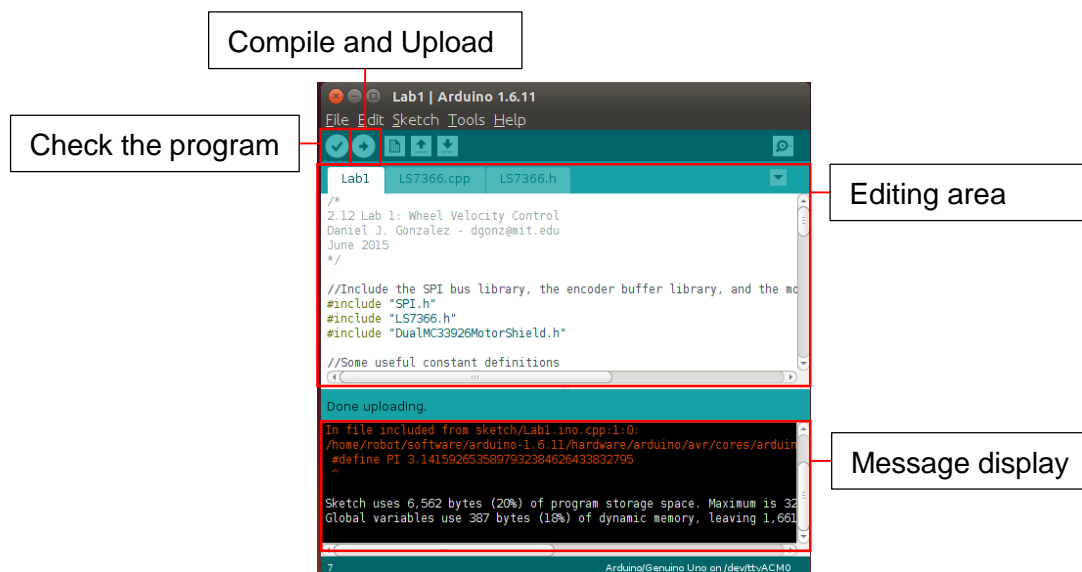 Compile and Upload
Lab1 | Arduino 1.6.11
File Edit Sketch Tools Help
Check the program
Lab1 LS7366.cpp LS7366.h
Editing area
/*
2.12 Lab 1: Wheel Velocity Control
Daniel J. Gonzalez - dgonz@mit.edu
June 2015
*/
//Include the SPI bus library, the encoder buffer library, and the mo
#include "SPI.h"
#include "LS7366.h"
#include "DualMC33926MotorShield.h"
//Some useful constant definitions
Done uploading.
In file included from sketch/Lab1.ino.cpp:1:0:
/home/robot/software/arduino-1.6.11/hardware/arduino/avr/cores/arduin
#define PI 3.1415926535897932384626433832795
^
Message display
Sketch uses 6,562 bytes (20%) of program storage space. Maximum is 32
Global variables use 387 bytes (18%) of dynamic memory, leaving 1,661
7 Arduino/Genuino Uno on /dev/ttyACM0